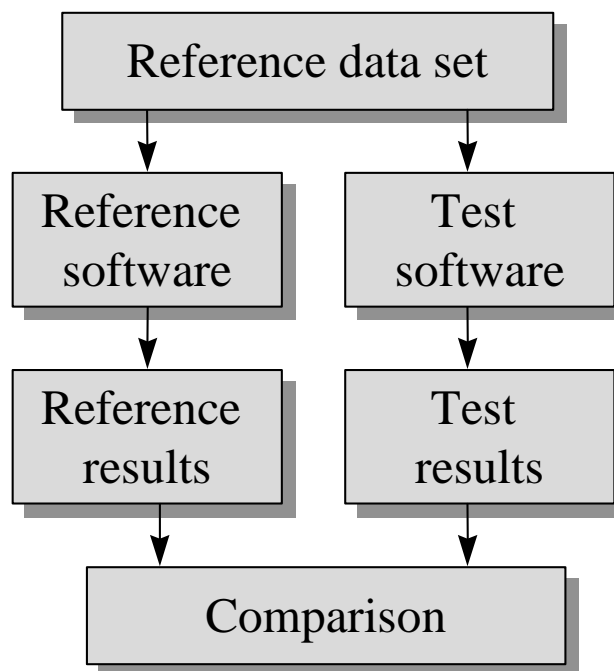 Reference data set
Reference
software
Test
software
Reference
results
Test
results
Comparison